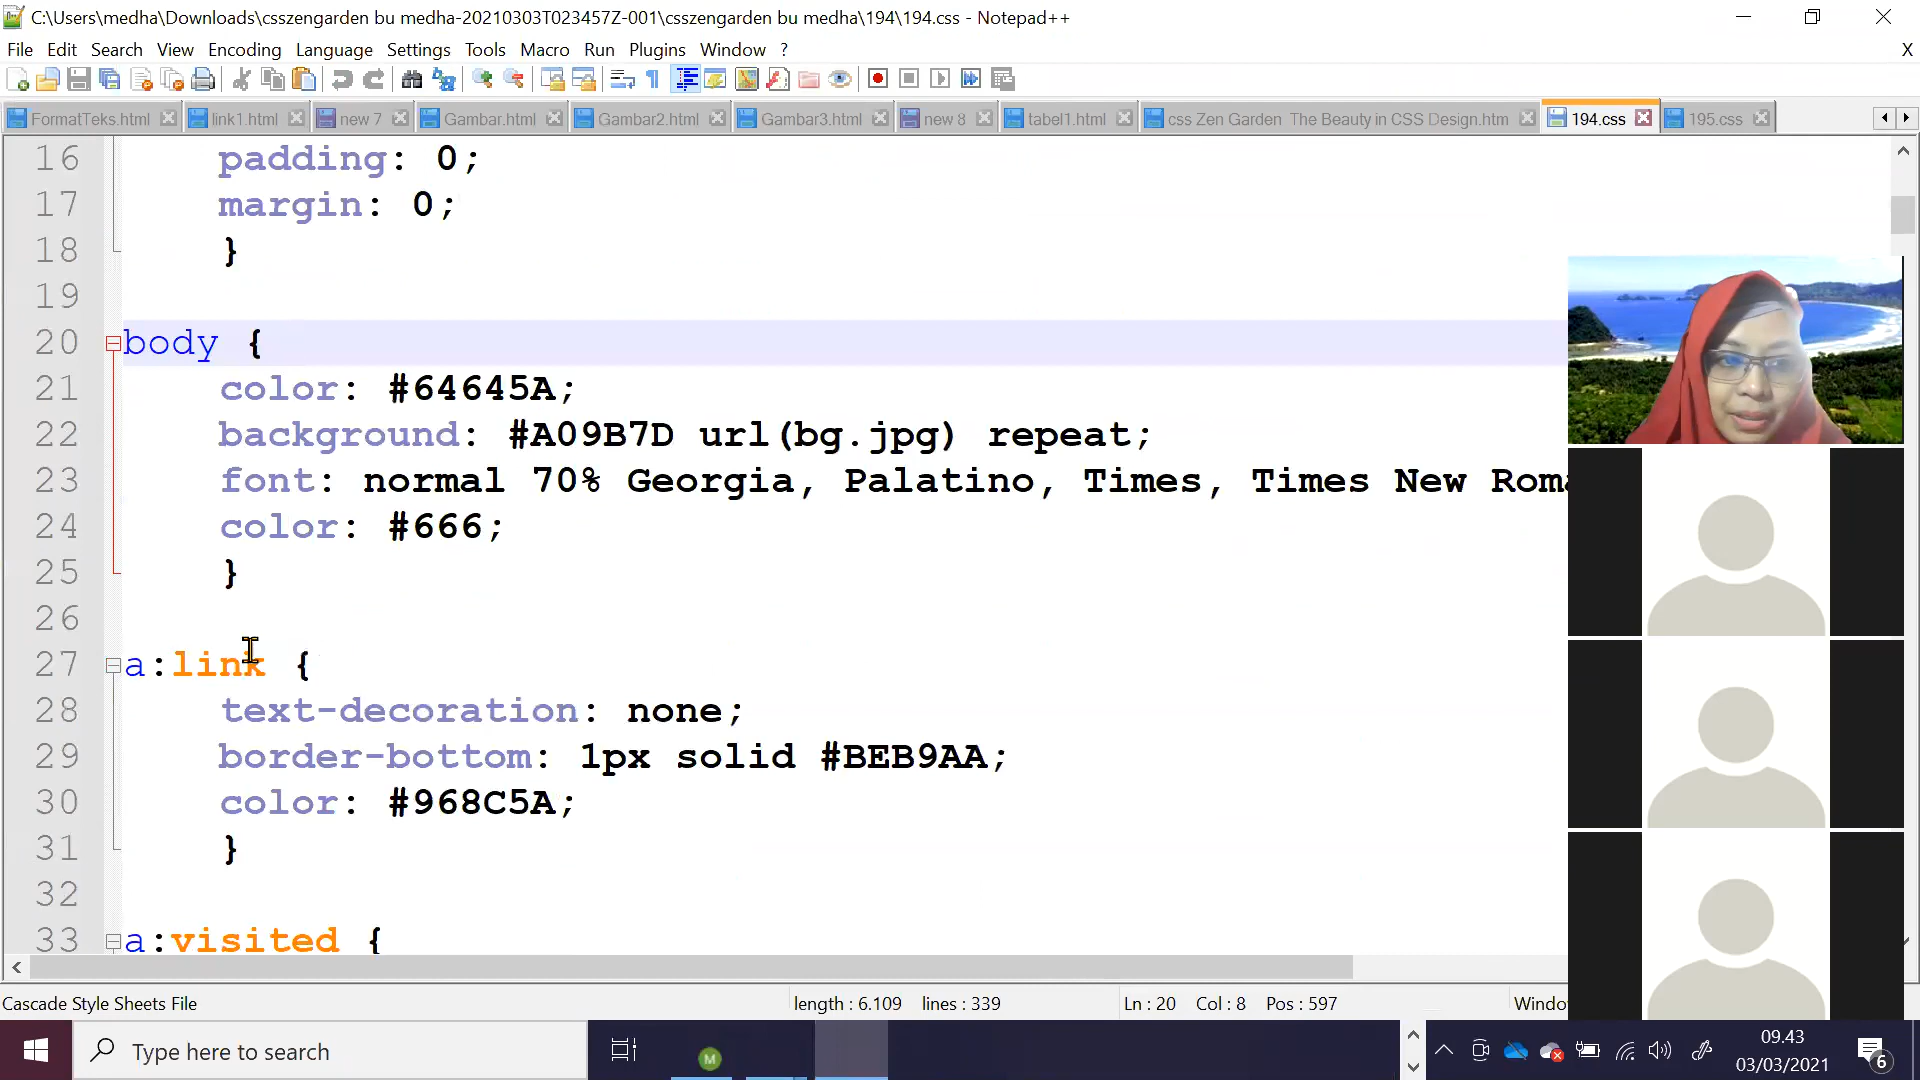 C:\Users\medha\Downloads\csszengarden bu medha-20210303T023457Z-001\csszengarden bu medha\194\194.css - Notepad++
File Edit Search View Encoding Language Settings Tools Macro Run Plugins Window ? X
FormatTeks.html link1.html new 7 Gambar.html Gambar2.html Gambar3.html new 8 tabel1.html css Zen Garden The Beauty in CSS Design.htm 194.css 195.css
16 padding: 0;
17 margin: 0;
18 }
19
20 body {
21 color: #64645A;
22 background: #A09B7D url(bg.jpg) repeat;
23 font: normal 70% Georgia, Palatino, Times, Times New
24 color: #666;
25 }
26
27 a:link {
28 text-decoration: none;
29 border-bottom: 1px solid #BEB9AA;
30 color: #968C5A;
31 }
32
33 a:visited {
Cascade Style Sheets File length : 6.109 lines : 339 Ln : 20 Col : 8 Pos : 597
Type here to search
M
09.43
03/03/2021
6